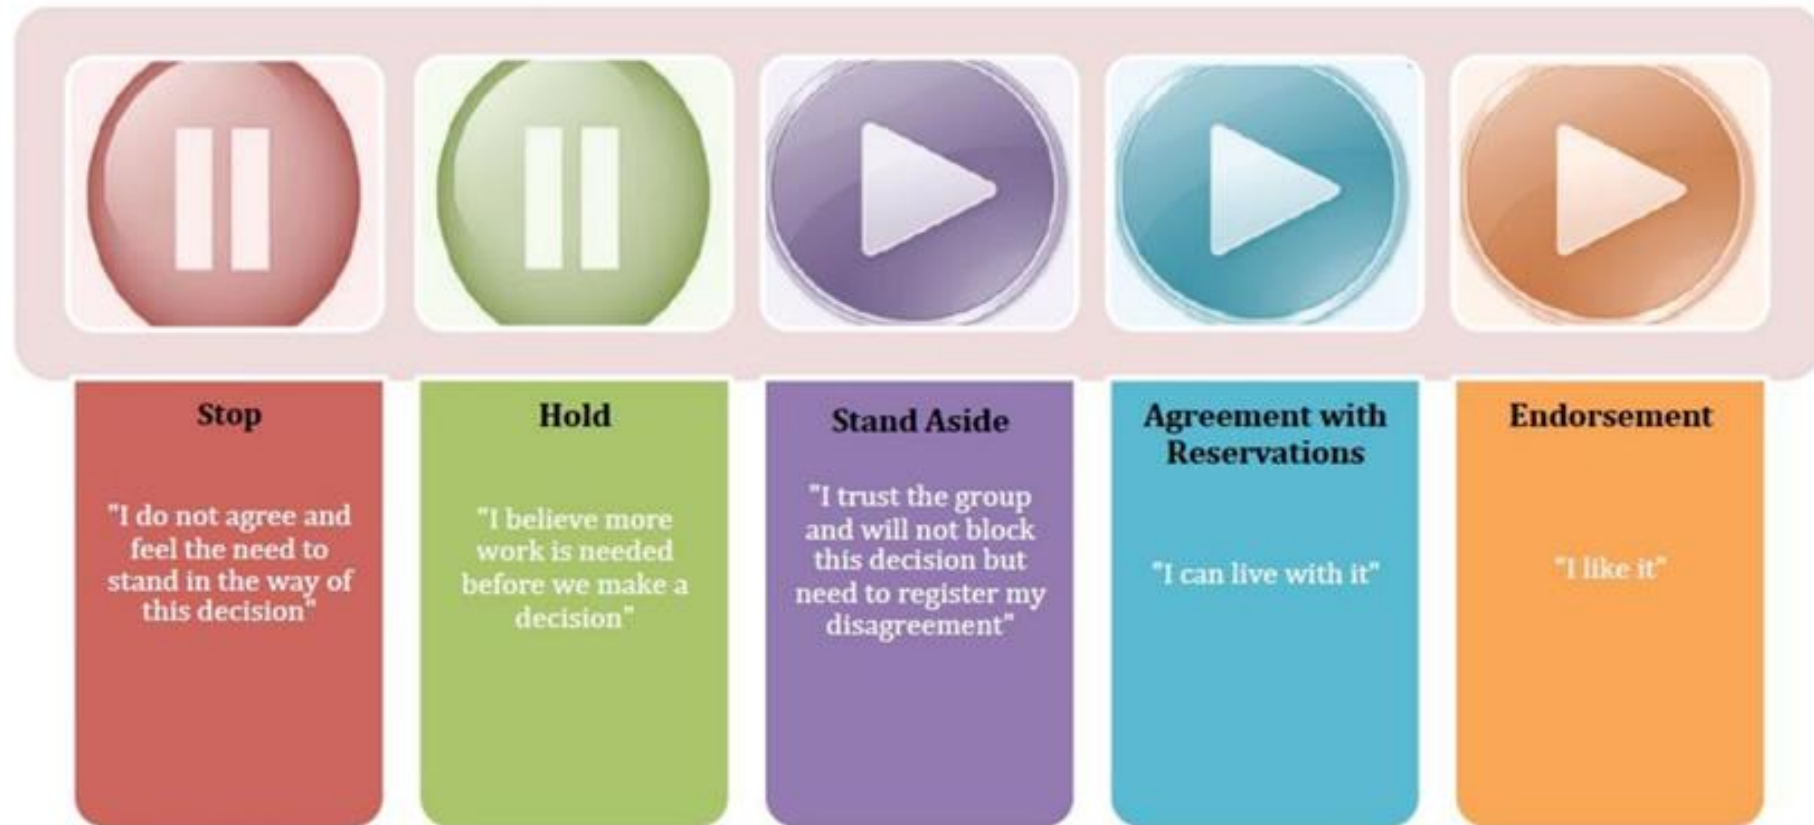 Stop
"I do not agree and
feel the need to
stand in the way of
this decision"
Hold
"I believe more
work is needed
before we make a
decision"
Stand Aside
"I trust the group
and will not block
this decision but
need to register my
disagreement"
Agreement with
Reservations
"I can live with it"
Endorsement
"I like it"